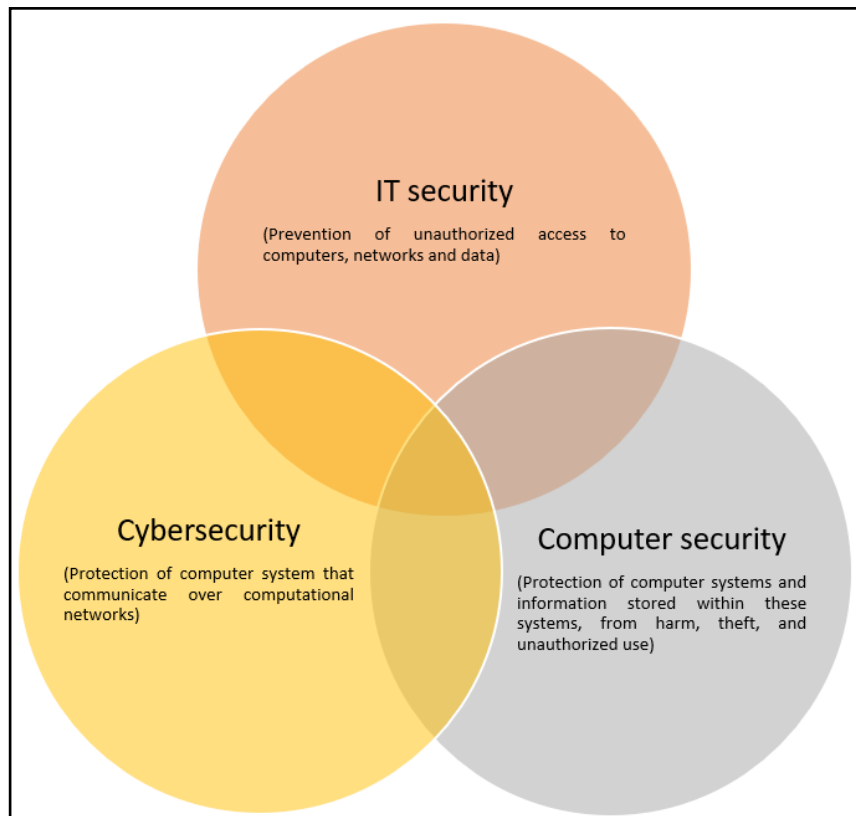 IT security
(Prevention of unauthorized access to
computers, networks and data)
Cybersecurity
(Protection of computer system that
communicate over computational
networks)
Computer security
(Protection of computer systems and
information stored within these
systems, from harm, theft, and
unauthorized use)